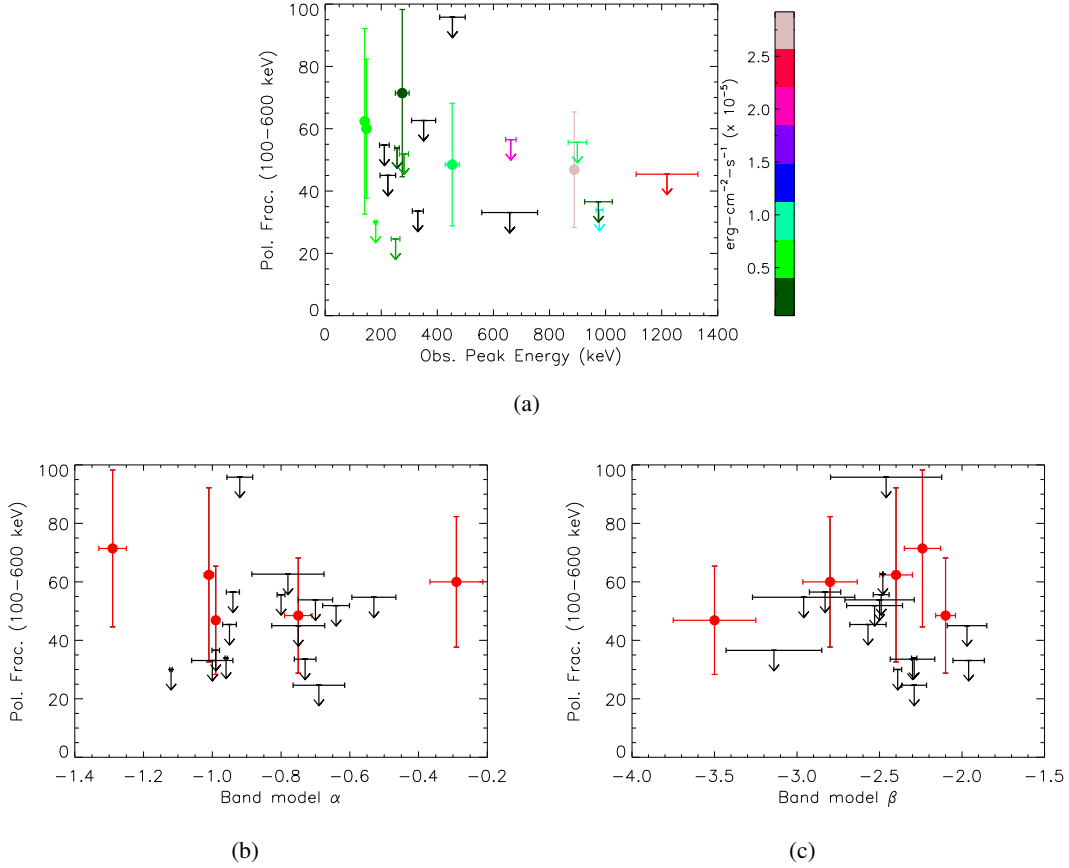 100
80
60
40
20
0
Pol. Frac. (100−600 keV)
0 200 400 600 800 1000 1200 1400
Obs. Peak Energy (keV)
2.5
2.0
1.5
1.0
0.5
erg−cm⁻²−s⁻¹ (x 10⁻⁵)
(a)
100
80
60
40
20
0
Pol. Frac. (100−600 keV)
−1.4 −1.2 −1.0 −0.8 −0.6 −0.4 −0.2
Band model α
(b)
100
80
60
40
20
0
Pol. Frac. (100−600 keV)
−4.0 −3.5 −3.0 −2.5 −2.0 −1.5
Band model β
(c)